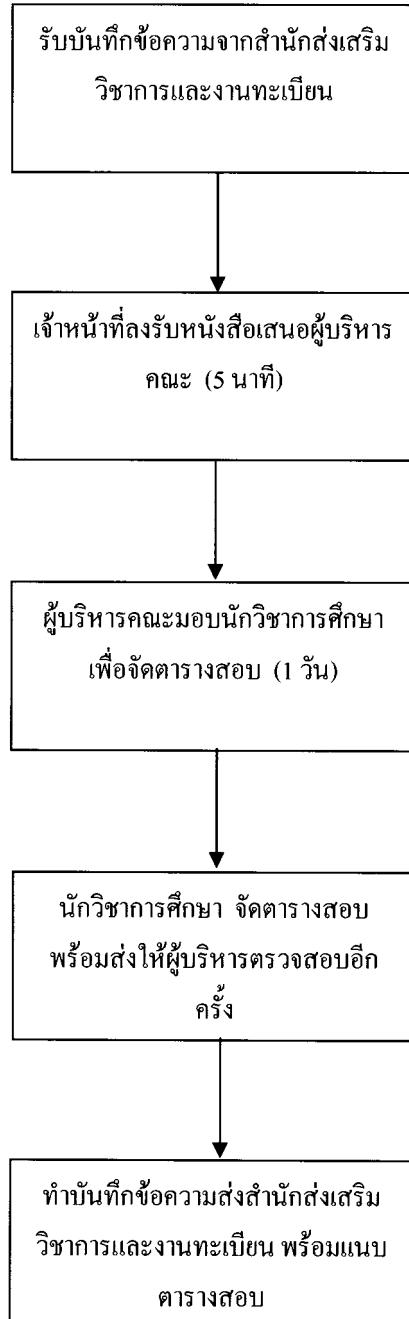 รับบันทึกข้อความจากสำนักส่งเสริม
วิชาการและงานทะเบียน
เจ้าหน้าที่ลงรับหนังสือเสนอผู้บริหาร
คณะ (5 นาที)
ผู้บริหารคณะมอบนักวิชาการศึกษา
เพื่อจัดตารางสอบ (1 วัน)
นักวิชาการศึกษา จัดตารางสอบ
พร้อมส่งให้ผู้บริหารตรวจสอบอีก
ครั้ง
ทำบันทึกข้อความส่งสำนักส่งเสริม
วิชาการและงานทะเบียน พร้อมแนบ
ตารางสอบ